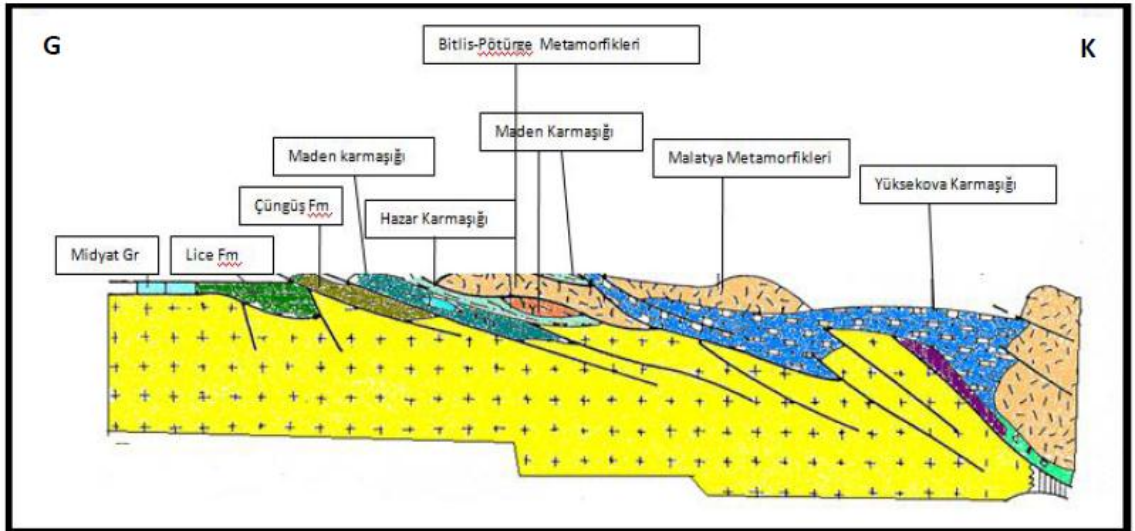 G
K
Bitlis-Pötürge Metamorfikleri
Maden Karmaşığı
Maden karmaşığı
Malatya Metamorfikleri
Yüksekova Karmaşığı
Çüngüş Fm
Hazar Karmaşığı
Midyat Gr
Lice Fm